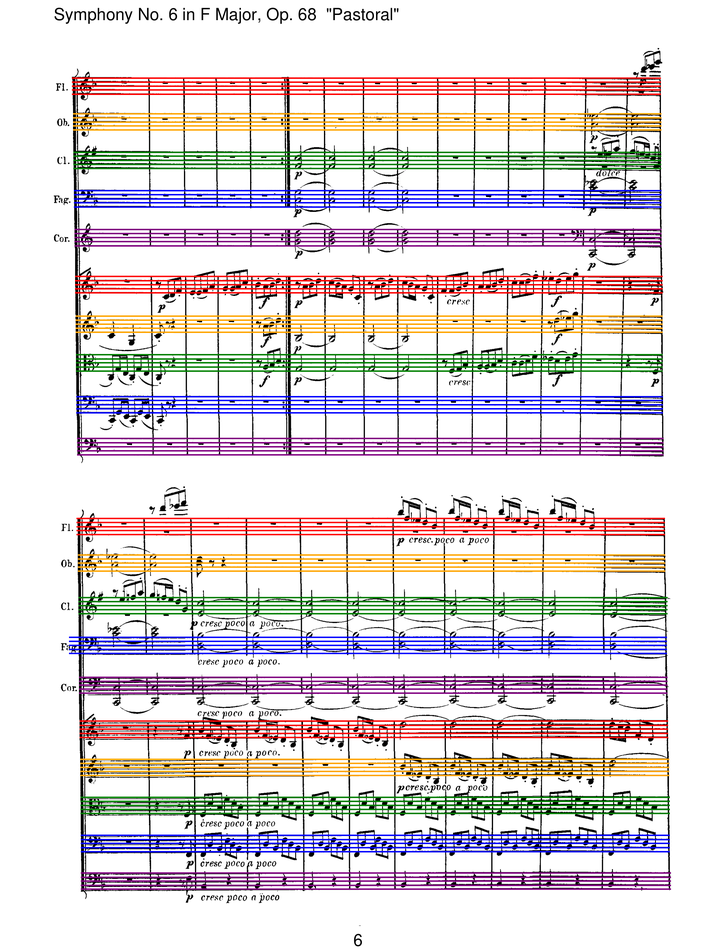 Symphony No. 6 in F Major, Op. 68 "Pastoral"
Fl.
Ob.
Cl.
p
dolce
Fag.
p
p
Cor.
p
p
p
cresc
f
p
f
p
f
p
f
cresc
f
p
Fl.
p cresc. poco a poco
Ob.
Cl.
p cresc poco a poco.
Fag
cresc poco a poco.
Cor.
cresc poco a poco.
p cresc poco a poco.
p cresc. poco a poco
p cresc poco a poco
p cresc poco a poco
p cresc poco a poco
6